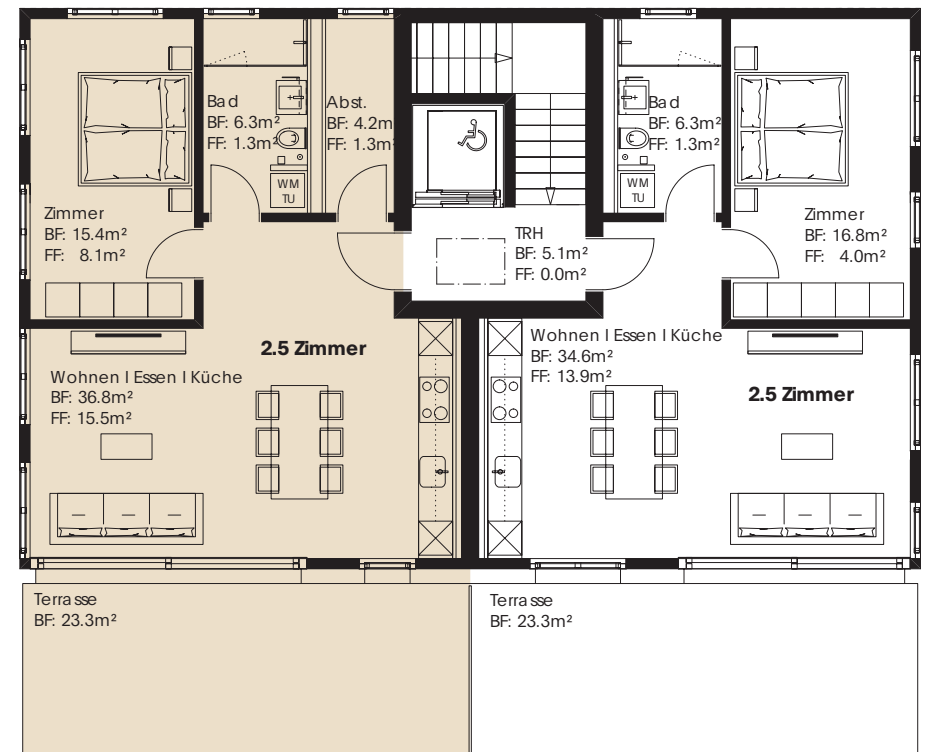 Bad
BF: 6.3m²
FF: 1.3m²
Abst.
BF: 4.2m
FF: 1.3m²
WM
TU
Zimmer
BF: 15.4m²
FF: 8.1m²
Bad
BF: 6.3m²
FF: 1.3m²
WM
TU
Zimmer
BF: 16.8m²
FF: 4.0m²
TRH
BF: 5.1m²
FF: 0.0m²
2.5 Zimmer
Wohnen I Essen I Küche
BF: 36.8m²
FF: 15.5m²
Wohnen I Essen I Küche
BF: 34.6m²
FF: 13.9m²
2.5 Zimmer
Terrasse
BF: 23.3m²
Terrasse
BF: 23.3m²